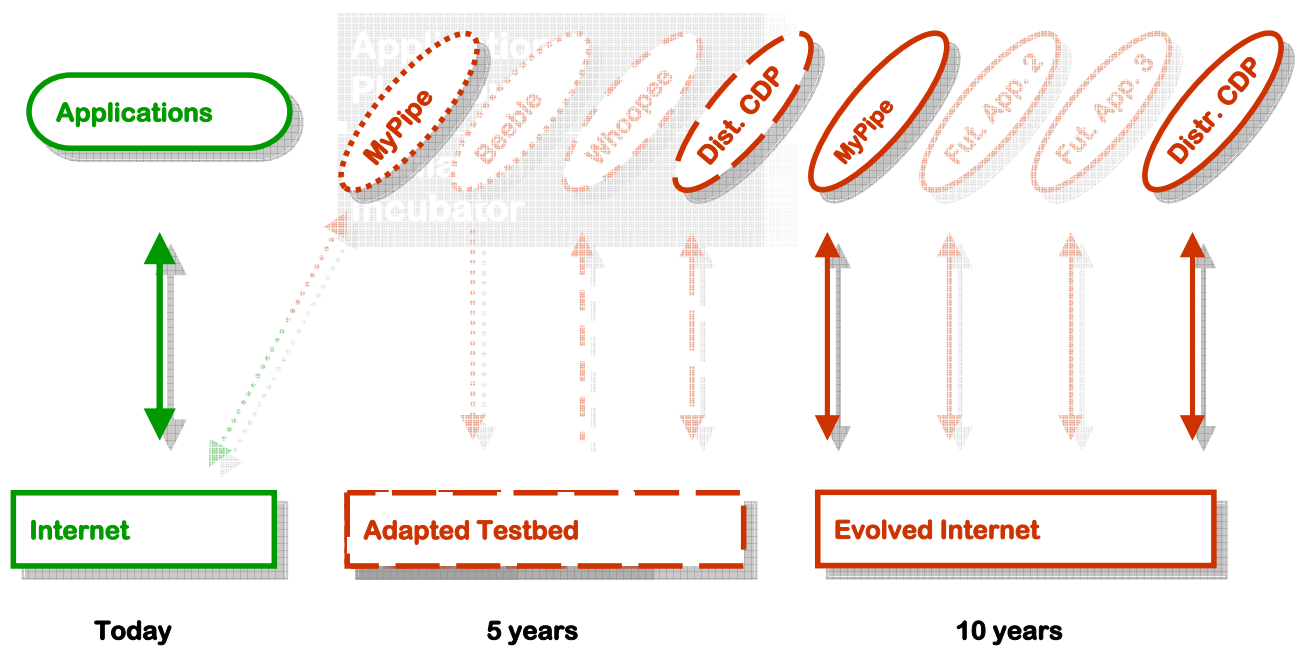 Applications
MyPipe
Beeble
Whoopee
Dist. CDP
MyPipe
Fut. App. 2
Fut. App. 3
Distr. CDP
Incubator
Internet
Adapted Testbed
Evolved Internet
Today
5 years
10 years